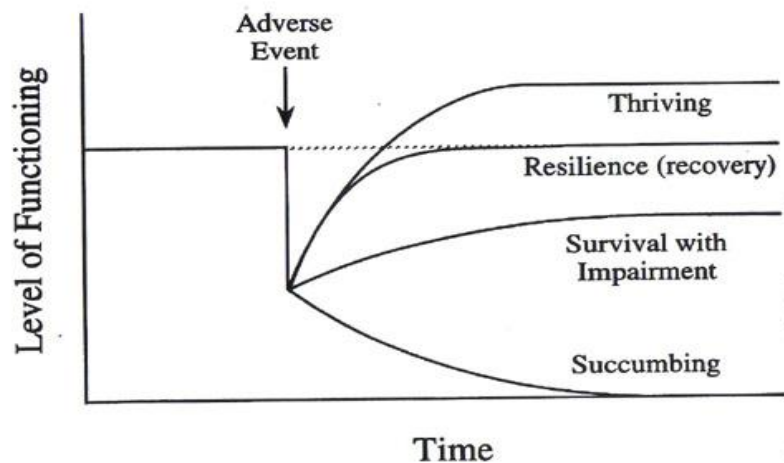 Adverse
Event
Level of Functioning
Thriving
Resilience (recovery)
Survival with
Impairment
Succumbing
Time